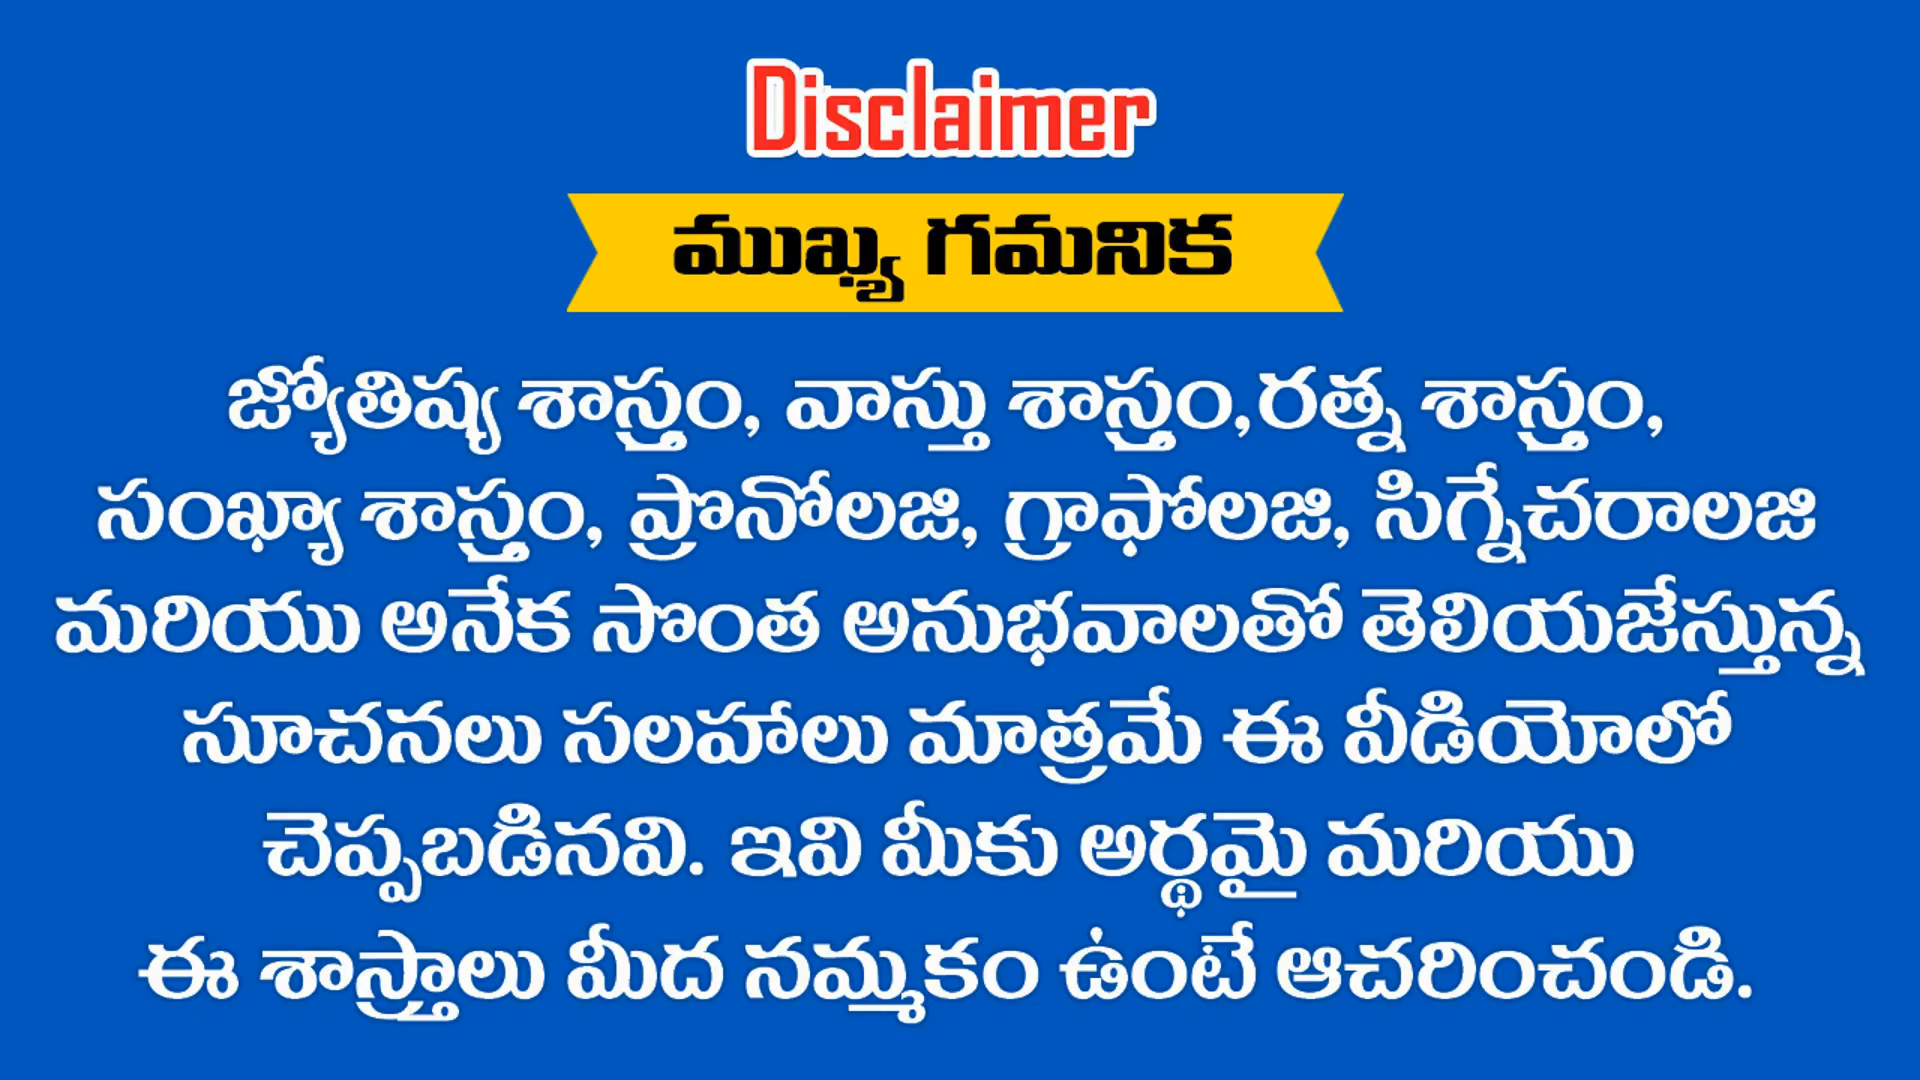 Disclaimer
ముఖ్య గమనిక
జ్యోతిష్య శాస్త్రం, వాస్తు శాస్త్రం,రత్న శాస్త్రం,
సంఖ్యా శాస్త్రం, ప్రొనోలజి, గ్రాఫోలజి, సిగ్నేచరాలజి
మరియు అనేక సొంత అనుభవాలతో తెలియజేస్తున్న
సూచనలు సలహాలు మాత్రమే ఈ వీడియోలో
చెప్పబడినవి. ఇవి మీకు అర్థమై మరియు
ఈ శాస్త్రాలు మీద నమ్మకం ఉంటే ఆచరించండి.